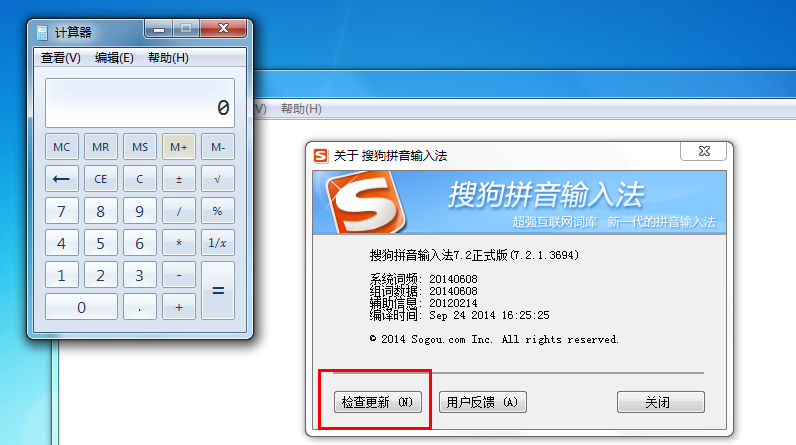 计算器
查看(V) 编辑(E) 帮助(H)
0
MC MR MS M+ M-
← CE C ± √
7 8 9 / %
4 5 6 * 1/x
1 2 3 - =
0 . +
(V) 帮助(H)
S 关于 搜狗拼音输入法
S
搜狗拼音输入法
超强互联网词库 新一代的拼音输入法
搜狗拼音输入法7.2正式版(7.2.1.3694)
系统词频: 20140608
组词数据: 20140608
辅助信息: 20120214
编译时间: Sep 24 2014 16:25:25
© 2014 Sogou.com Inc. All rights reserved.
检查更新 (N) 用户反馈 (A) 关闭